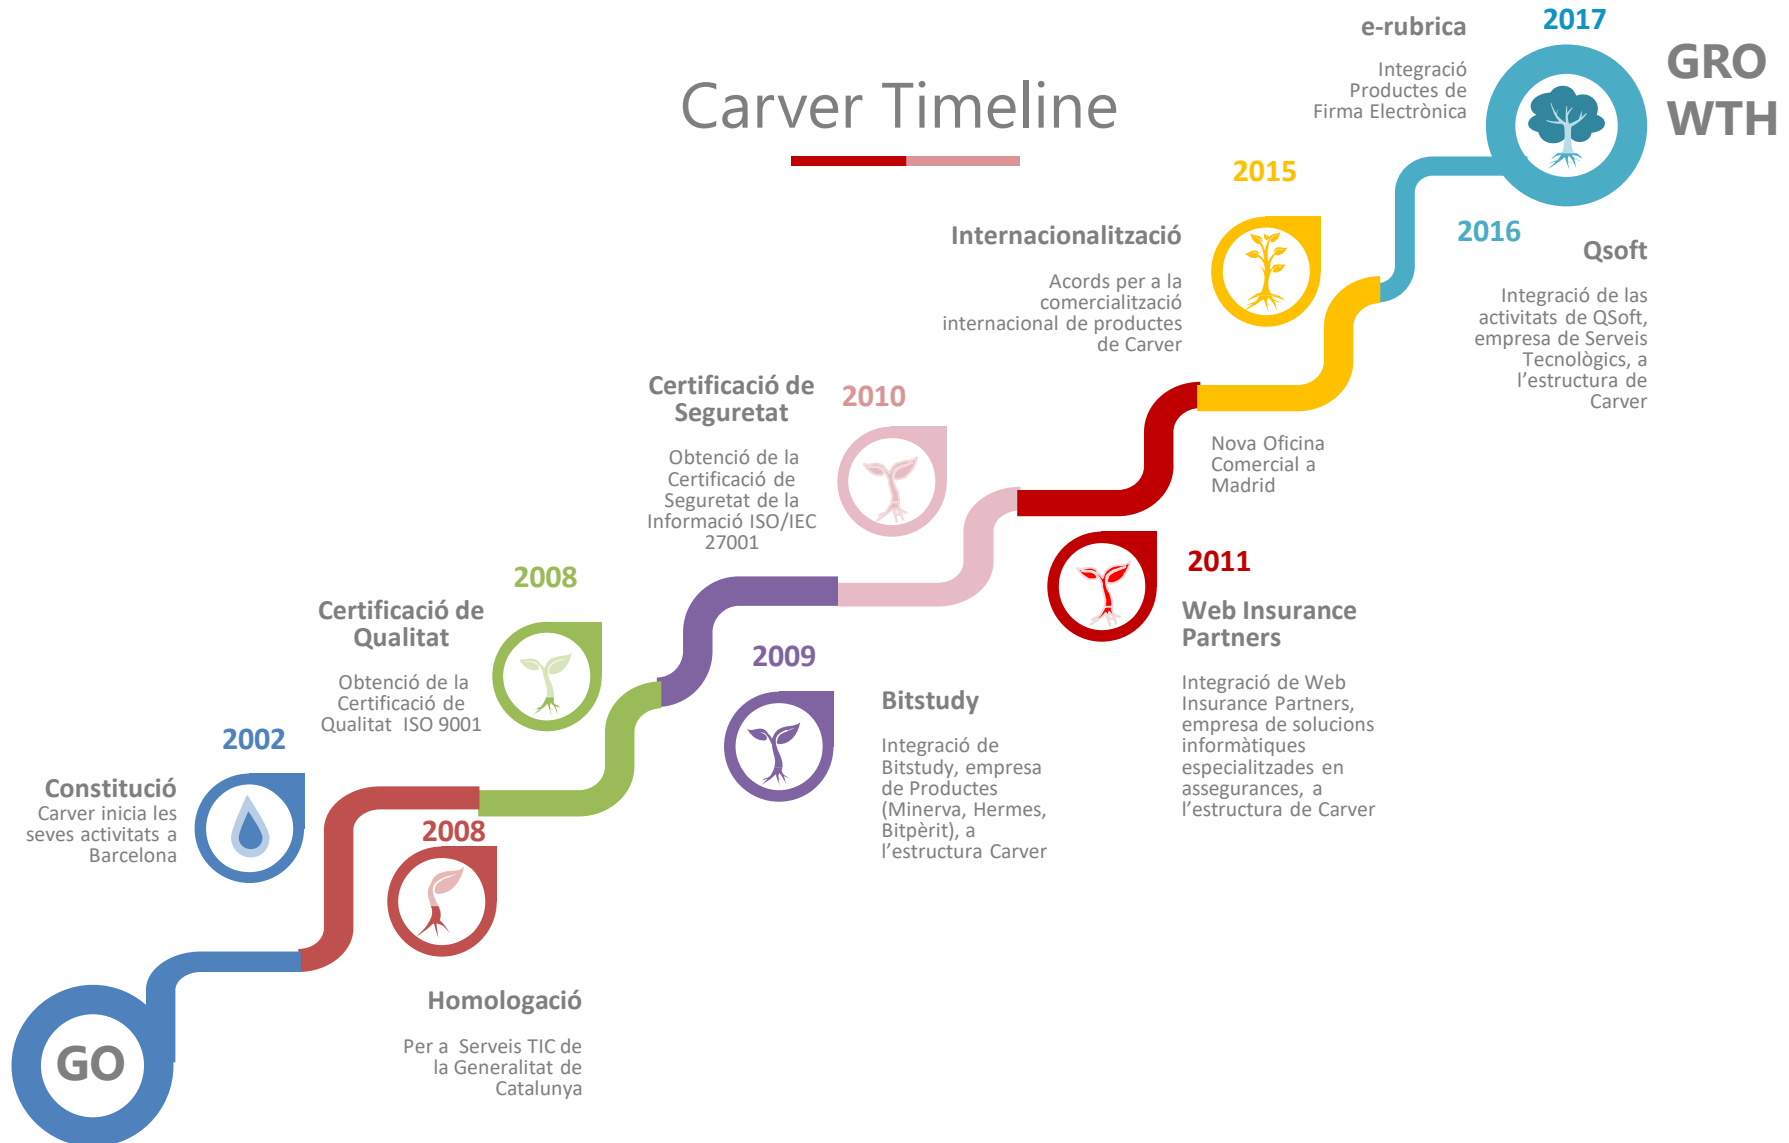 Carver Timeline
GO
2002
Constitució
Carver inicia les
seves activitats a
Barcelona
2008
Homologació
Per a  Serveis TIC de
la Generalitat de
Catalunya
2008
Certificació de
Qualitat
Obtenció de la
Certificació de
Qualitat  ISO 9001
2009
Bitstudy
Integració de
Bitstudy, empresa
de Productes
(Minerva, Hermes,
Bitpèrit), a
l’estructura Carver
2010
Certificació de
Seguretat
Obtenció de la
Certificació de
Seguretat de la
Informació ISO/IEC
27001
2011
Web Insurance
Partners
Integració de Web
Insurance Partners,
empresa de solucions
informàtiques
especialitzades en
assegurances, a
l’estructura de Carver
2015
Internacionalització
Acords per a la
comercialització
internacional de productes
de Carver
Nova Oficina
Comercial a
Madrid
2016
Qsoft
Integració de las
activitats de QSoft,
empresa de Serveis
Tecnològics, a
l’estructura de
Carver
2017
e-rubrica
Integració
Productes de
Firma Electrònica
GRO
WTH